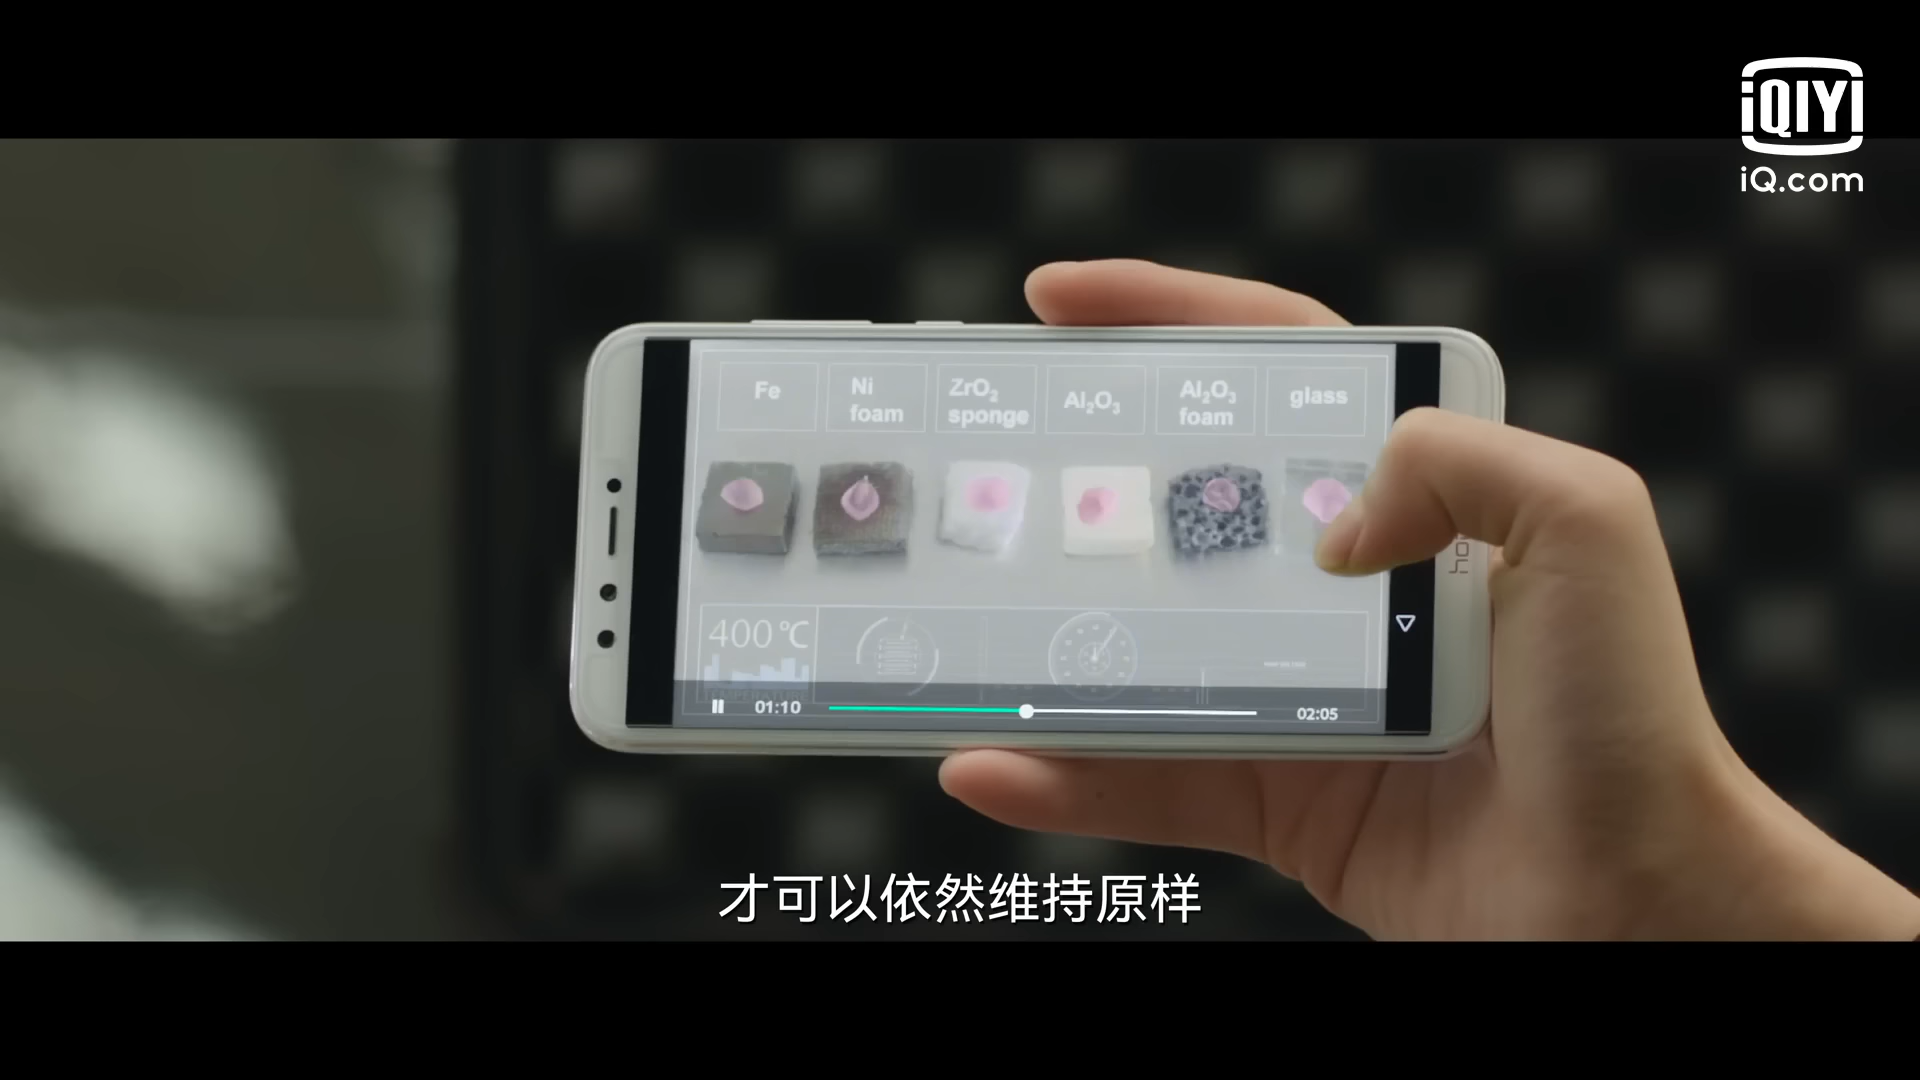 iQIYI
iQ.com
Fe
Ni
foam
ZrO₂
sponge
Al₂O₃
Al₂O₃
foam
glass
400℃
TEMPERATURE
01:10
02:05
才可以依然维持原样